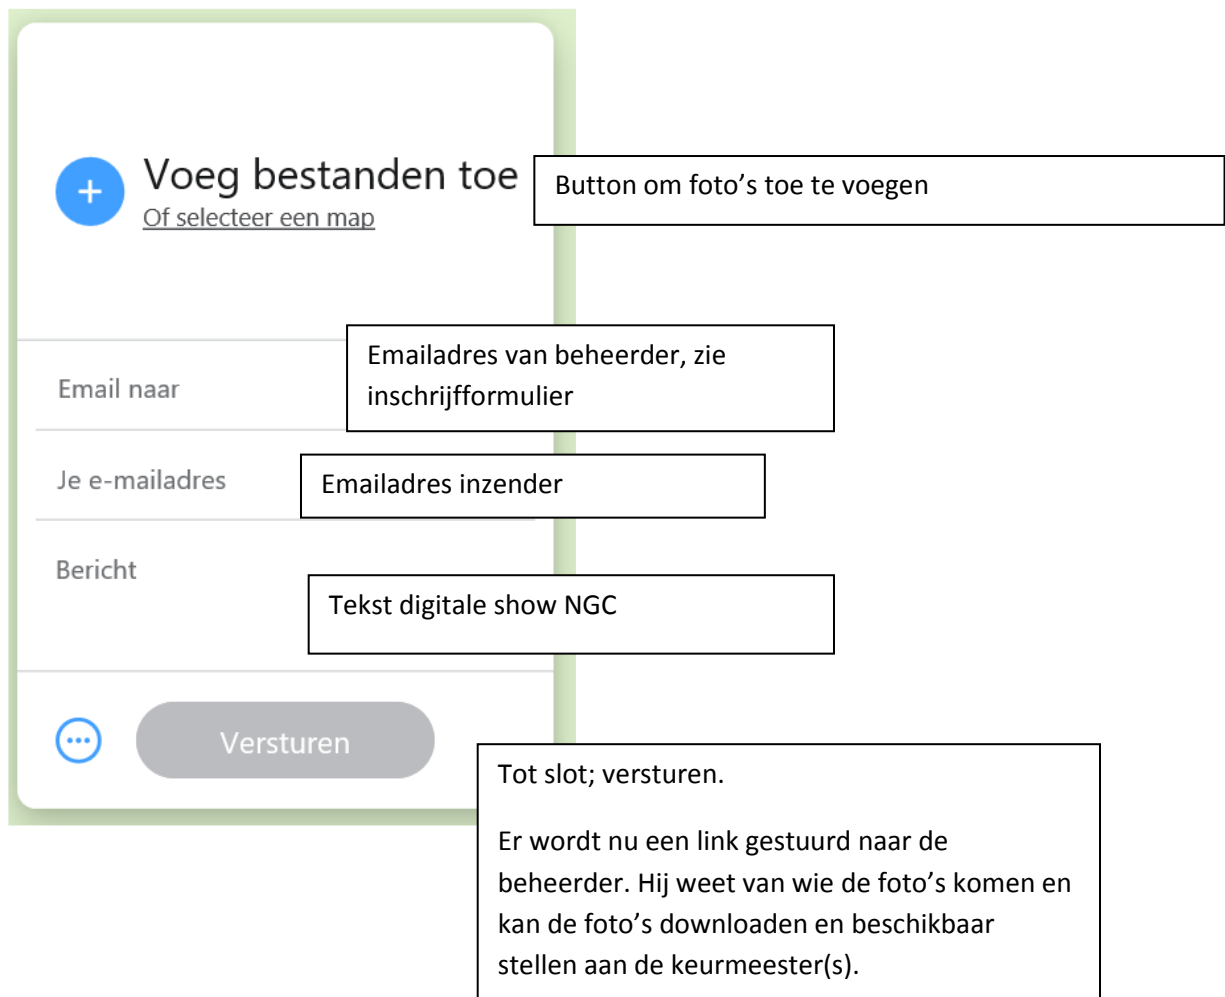 Voeg bestanden toe
Of selecteer een map
Button om foto’s toe te voegen
Email naar
Emailadres van beheerder, zie
inschrijfformulier
Je e-mailadres
Emailadres inzender
Bericht
Tekst digitale show NGC
Versturen
Tot slot; versturen.
Er wordt nu een link gestuurd naar de
beheerder. Hij weet van wie de foto’s komen en
kan de foto’s downloaden en beschikbaar
stellen aan de keurmeester(s).